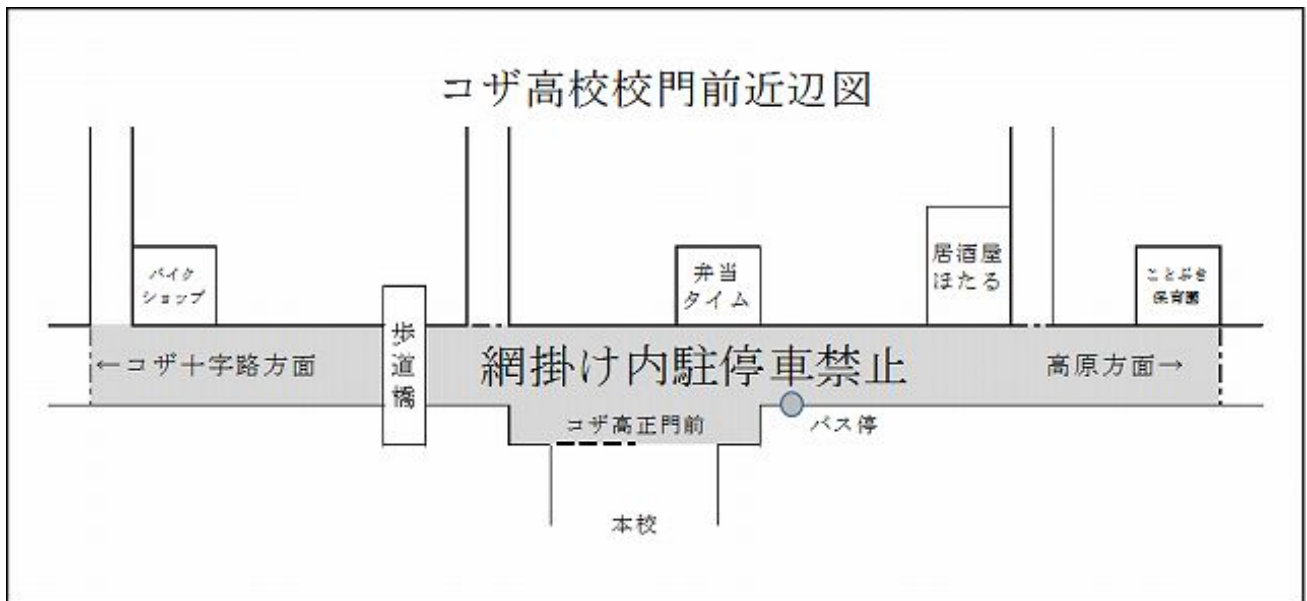 コザ高校校門前近辺図
バイク
ショップ
弁当
タイム
居酒屋
ほたる
ことぶき
保育園
←コザ十字路方面
歩道橋
網掛け内駐停車禁止
高原方面→
コザ高正門前
バス停
本校